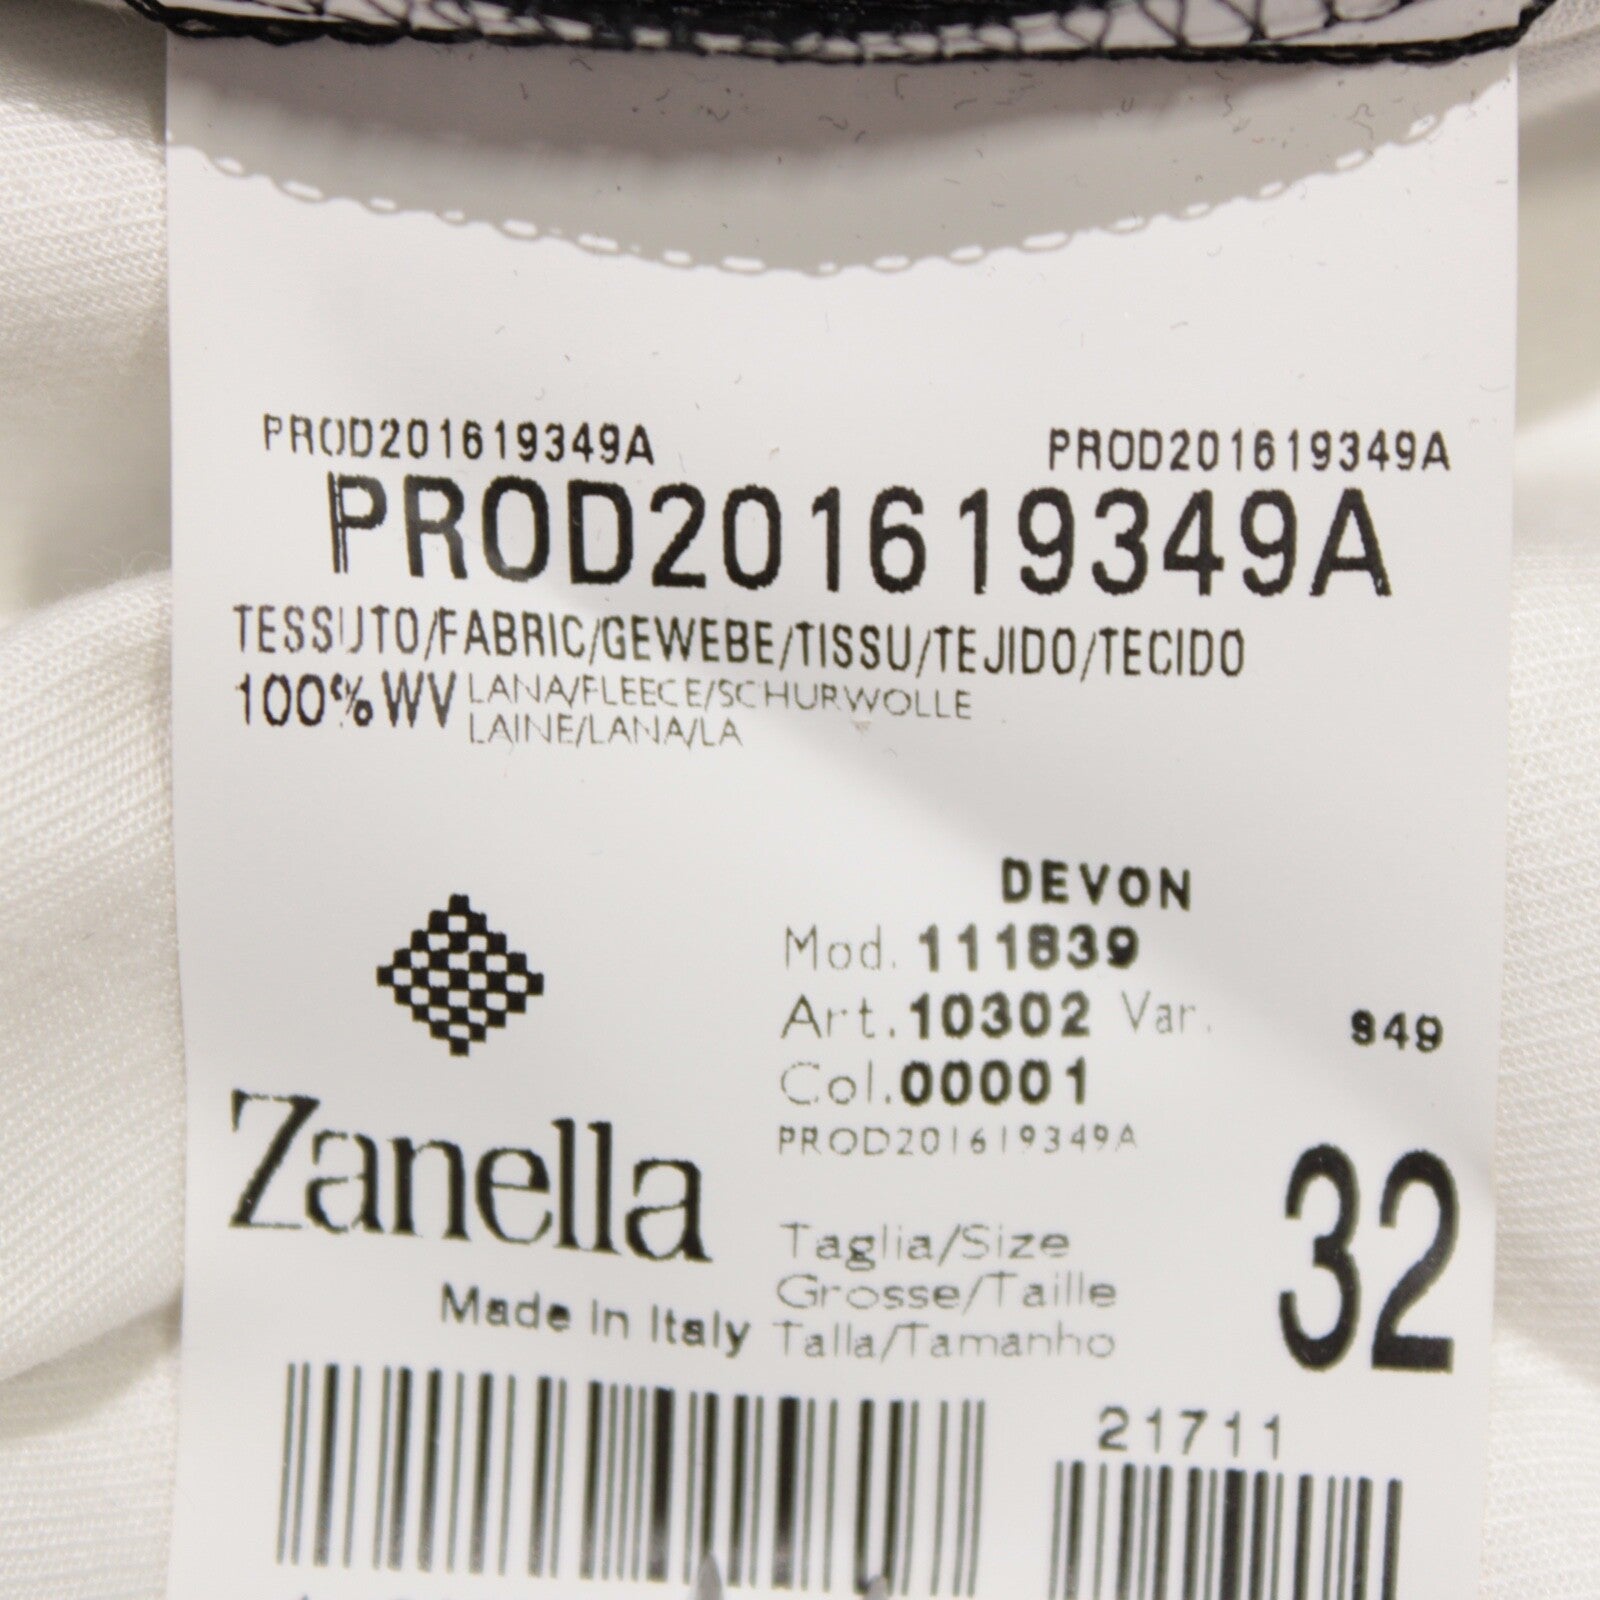 PROD201619349A PROD201619349A
PROD201619349A
TESSUTO/FABRIC/GEWEBE/TISSU/TEJIDO/TECIDO
100% WV LANA/FLEECE/SCHURWOLLE
LAINE/LANA/LA
DEVON
Mod. 111839
Art. 10302 Var. 949
Col. 00001
PROD201619349A
Zanella
Made in Italy
Taglia/Size
Grosse/Taille
Talla/Tamanho
32
21711